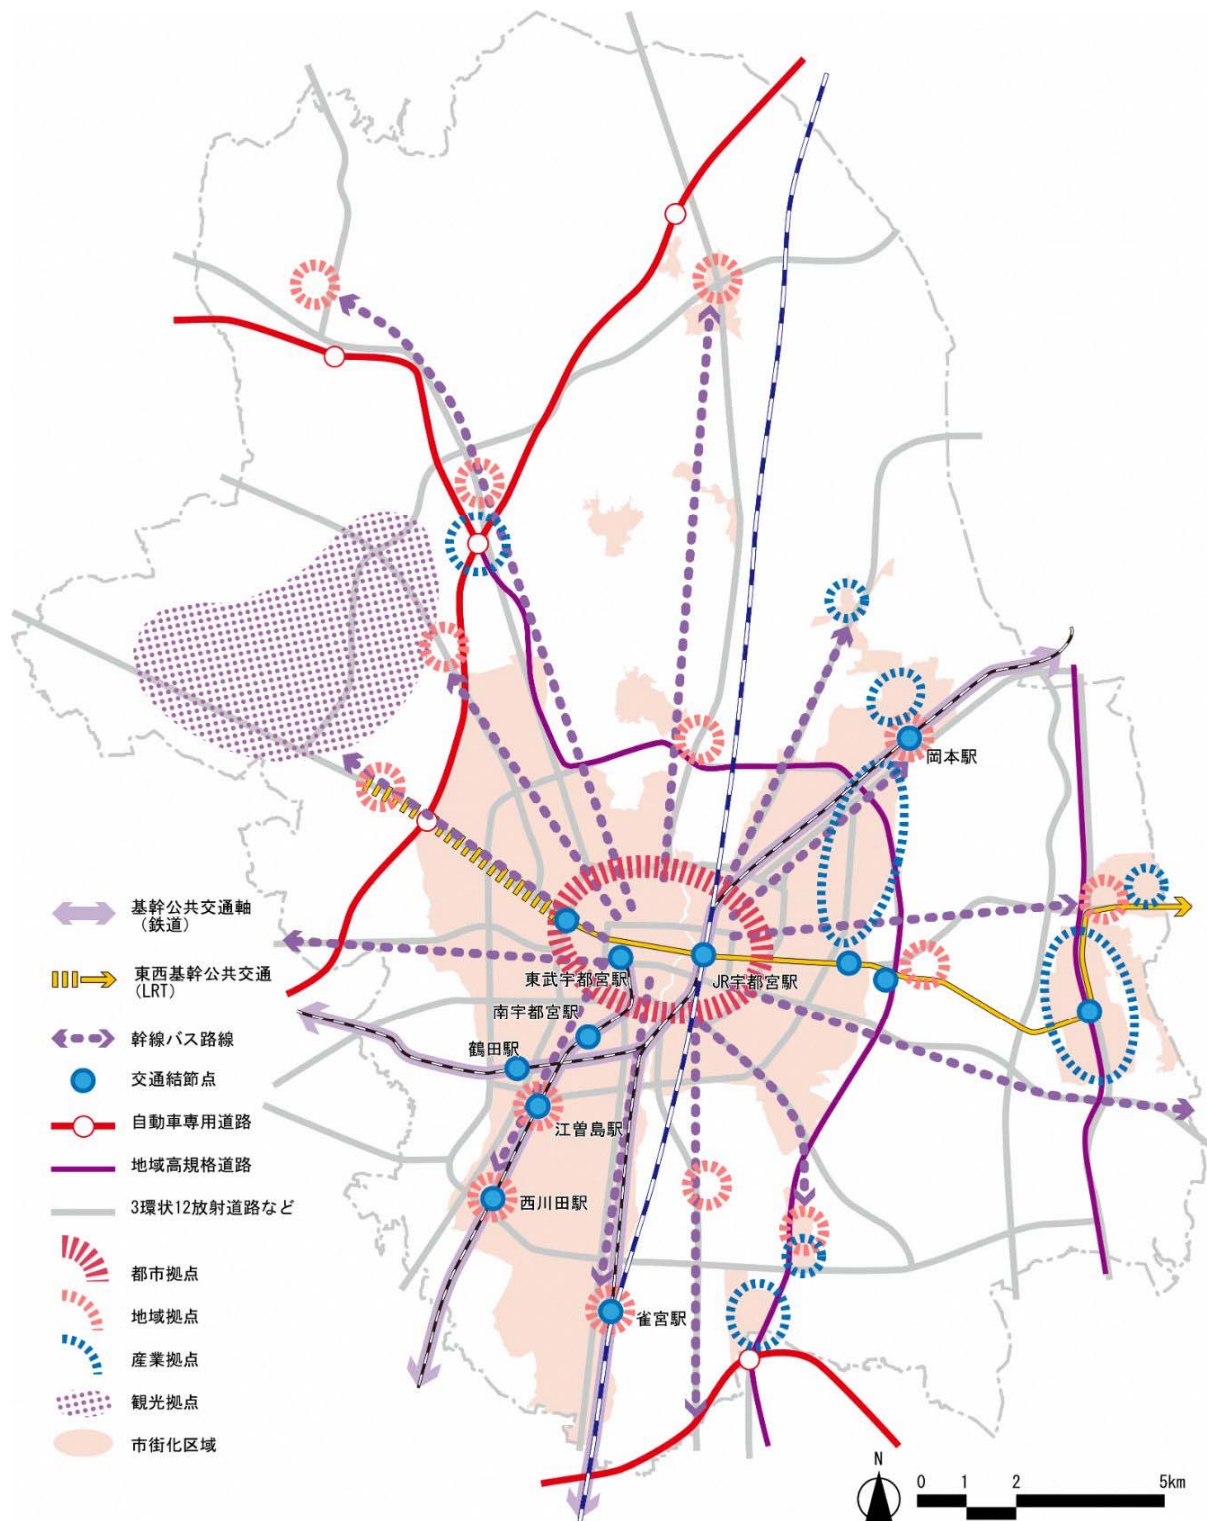 岡本駅
東武宇都宮駅
JR宇都宮駅
南宇都宮駅
鶴田駅
江曽島駅
西川田駅
雀宮駅
基幹公共交通軸
(鉄道)
東西基幹公共交通
(LRT)
幹線バス路線
交通結節点
自動車専用道路
地域高規格道路
3環状12放射道路など
都市拠点
地域拠点
産業拠点
観光拠点
市街化区域
N
0 1 2 5km